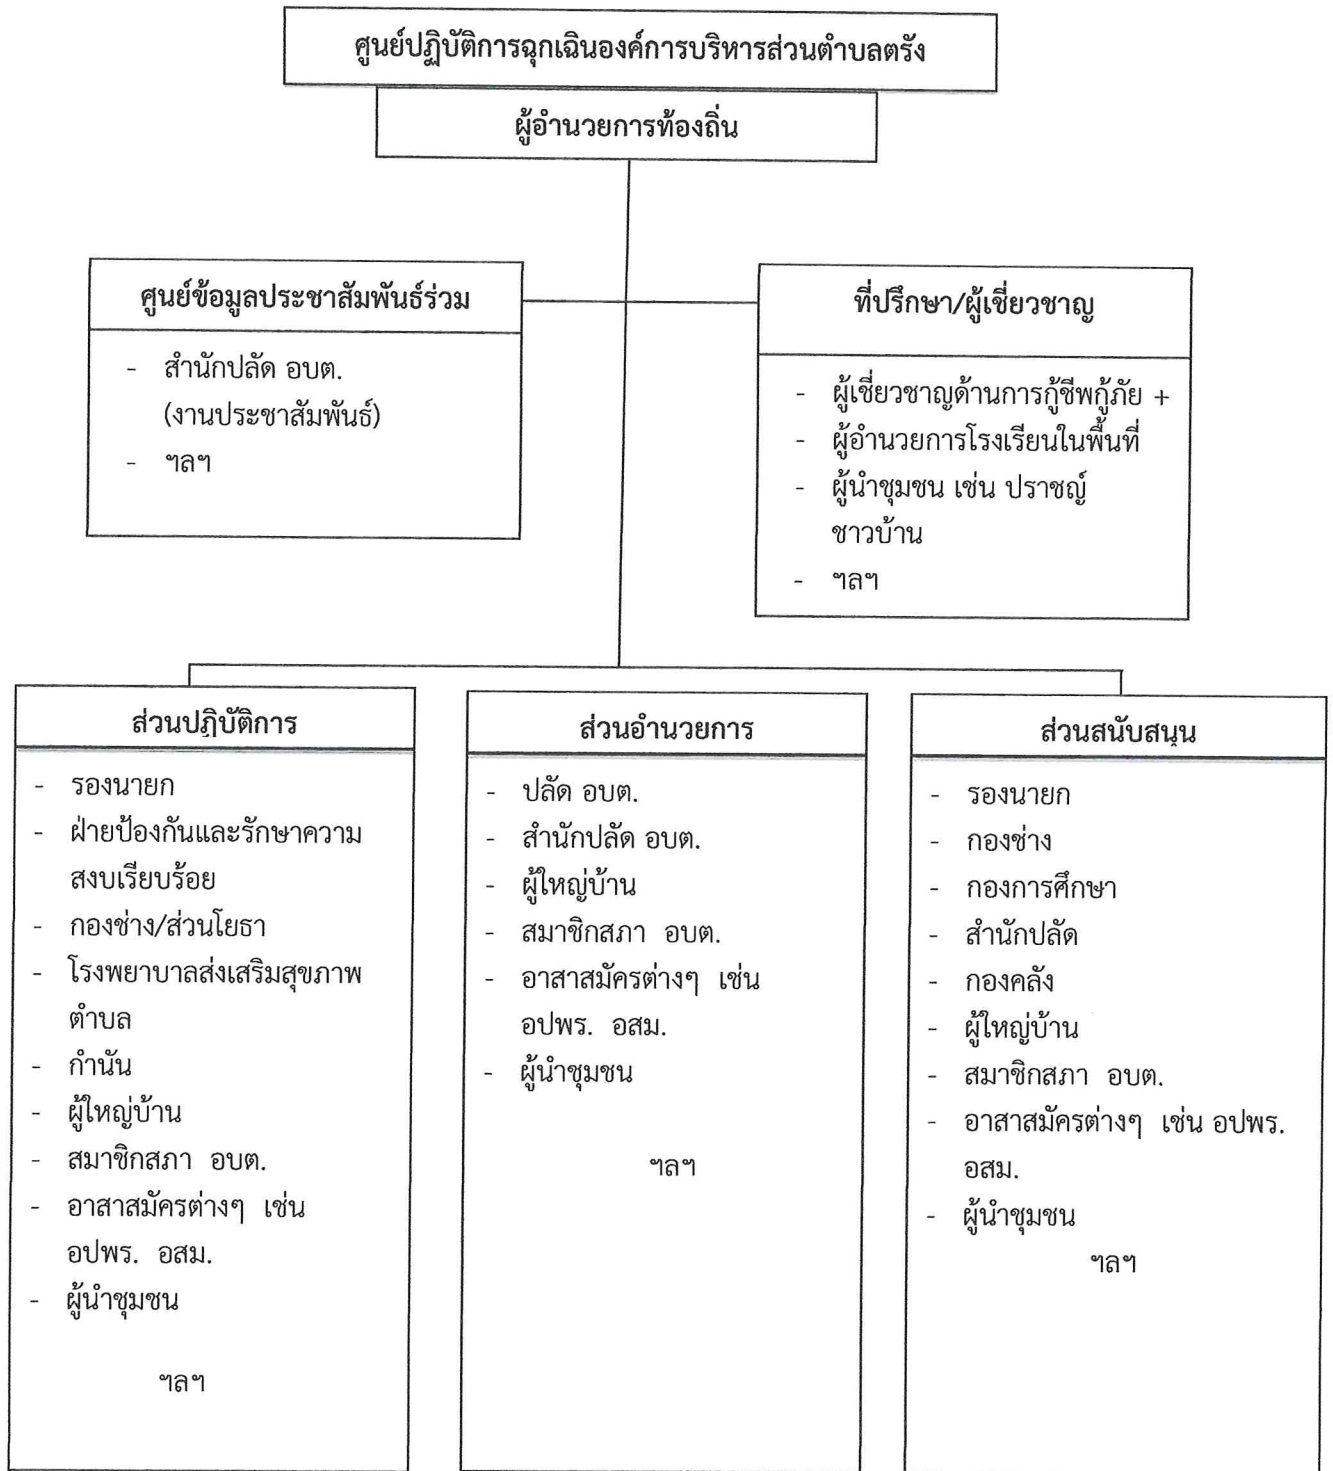 ศูนย์ปฏิบัติการฉุกเฉินองค์การบริหารส่วนตำบลตรัง
ผู้อำนวยการท้องถิ่น
ศูนย์ข้อมูลประชาสัมพันธ์ร่วม
- สำนักปลัด อบต.
(งานประชาสัมพันธ์)
- ฯลฯ
ที่ปรึกษา/ผู้เชี่ยวชาญ
- ผู้เชี่ยวชาญด้านการกู้ชีพกู้ภัย +
- ผู้อำนวยการโรงเรียนในพื้นที่
- ผู้นำชุมชน เช่น ปราชญ์
ชาวบ้าน
- ฯลฯ
ส่วนปฏิบัติการ
- รองนายก
- ฝ่ายป้องกันและรักษาความ
สงบเรียบร้อย
- กองช่าง/ส่วนโยธา
- โรงพยาบาลส่งเสริมสุขภาพ
ตำบล
- กำนัน
- ผู้ใหญ่บ้าน
- สมาชิกสภา อบต.
- อาสาสมัครต่างๆ เช่น
อปพร. อสม.
- ผู้นำชุมชน
ฯลฯ
ส่วนอำนวยการ
- ปลัด อบต.
- สำนักปลัด อบต.
- ผู้ใหญ่บ้าน
- สมาชิกสภา อบต.
- อาสาสมัครต่างๆ เช่น
อปพร. อสม.
- ผู้นำชุมชน
ฯลฯ
ส่วนสนับสนุน
- รองนายก
- กองช่าง
- กองการศึกษา
- สำนักปลัด
- กองคลัง
- ผู้ใหญ่บ้าน
- สมาชิกสภา อบต.
- อาสาสมัครต่างๆ เช่น อปพร.
อสม.
- ผู้นำชุมชน
ฯลฯ